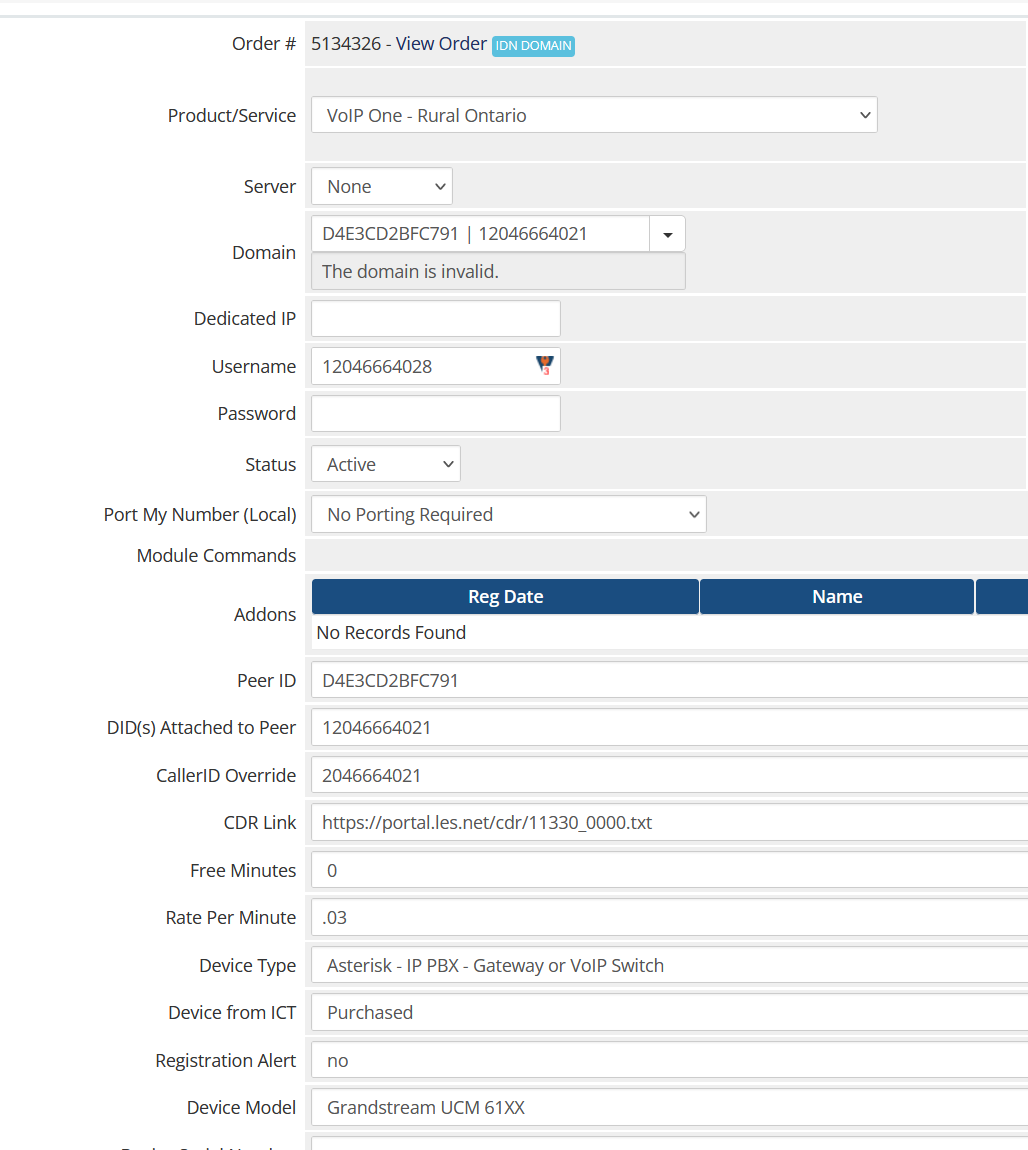 Order # 5134326 - View Order IDN DOMAIN
Product/Service VoIP One - Rural Ontario
Server None
Domain D4E3CD2BFC791 | 12046664021
The domain is invalid.
Dedicated IP
Username 12046664028 3
Password
Status Active
Port My Number (Local) No Porting Required
Module Commands
Addons Reg Date Name
No Records Found
Peer ID D4E3CD2BFC791
DID(s) Attached to Peer 12046664021
CallerID Override 2046664021
CDR Link https://portal.les.net/cdr/11330_0000.txt
Free Minutes 0
Rate Per Minute .03
Device Type Asterisk - IP PBX - Gateway or VoIP Switch
Device from ICT Purchased
Registration Alert no
Device Model Grandstream UCM 61XX